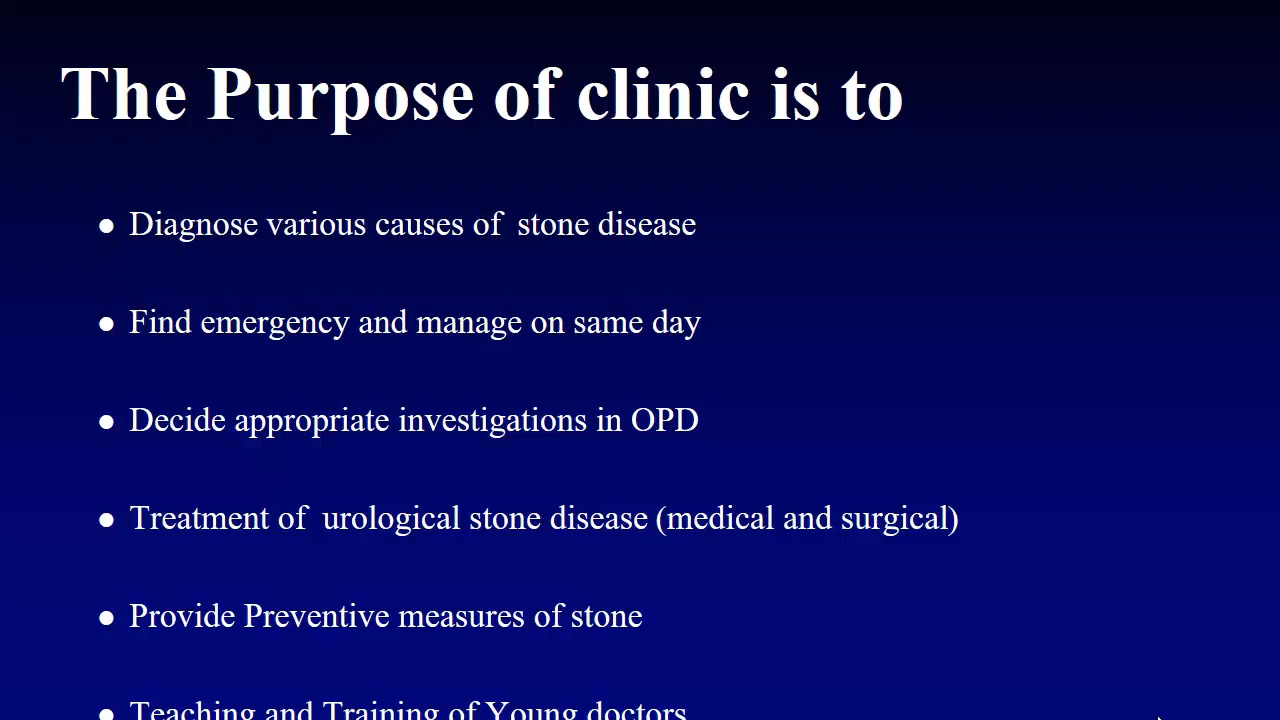 The Purpose of clinic is to
● Diagnose various causes of stone disease
● Find emergency and manage on same day
● Decide appropriate investigations in OPD
● Treatment of urological stone disease (medical and surgical)
● Provide Preventive measures of stone
● Teaching and Training of Young doctors